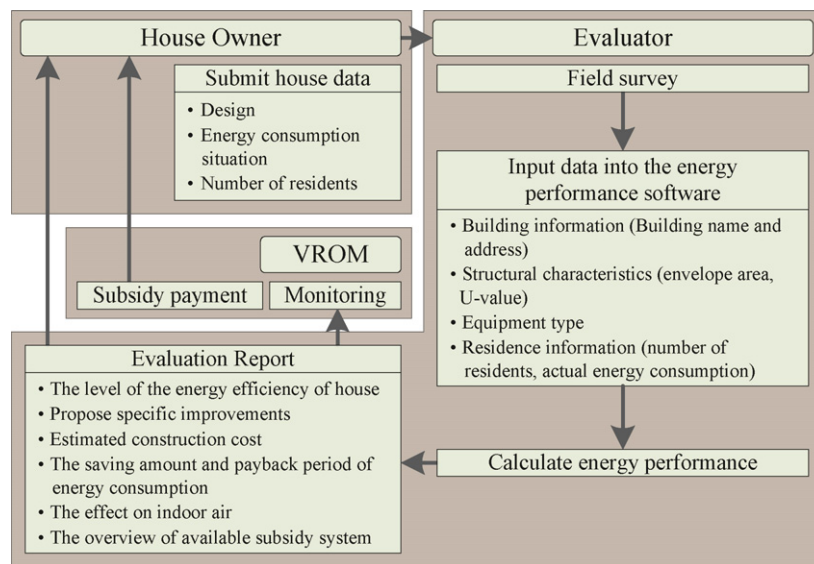 House Owner
Submit house data
• Design
• Energy consumption
situation
• Number of residents
VROM
Subsidy payment
Monitoring
Evaluator
Field survey
Input data into the energy
performance software
• Building information (Building name and
address)
• Structural characteristics (envelope area,
U-value)
• Equipment type
• Residence information (number of
residents, actual energy consumption)
Calculate energy performance
Evaluation Report
• The level of the energy efficiency of house
• Propose specific improvements
• Estimated construction cost
• The saving amount and payback period of
energy consumption
• The effect on indoor air
• The overview of available subsidy system